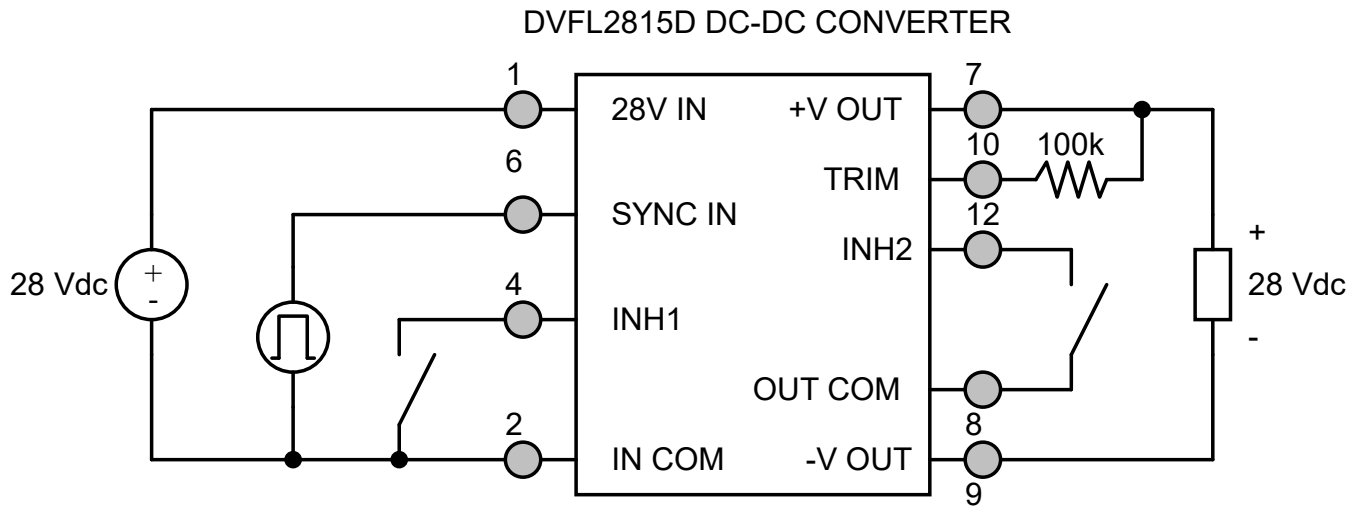 DVFL2815D DC-DC CONVERTER
1
7
28V IN
+V OUT
6
10
100k
TRIM
SYNC IN
12
INH2
+
28 Vdc
+
-
28 Vdc
4
INH1
-
OUT COM
2
8
IN COM
-V OUT
9